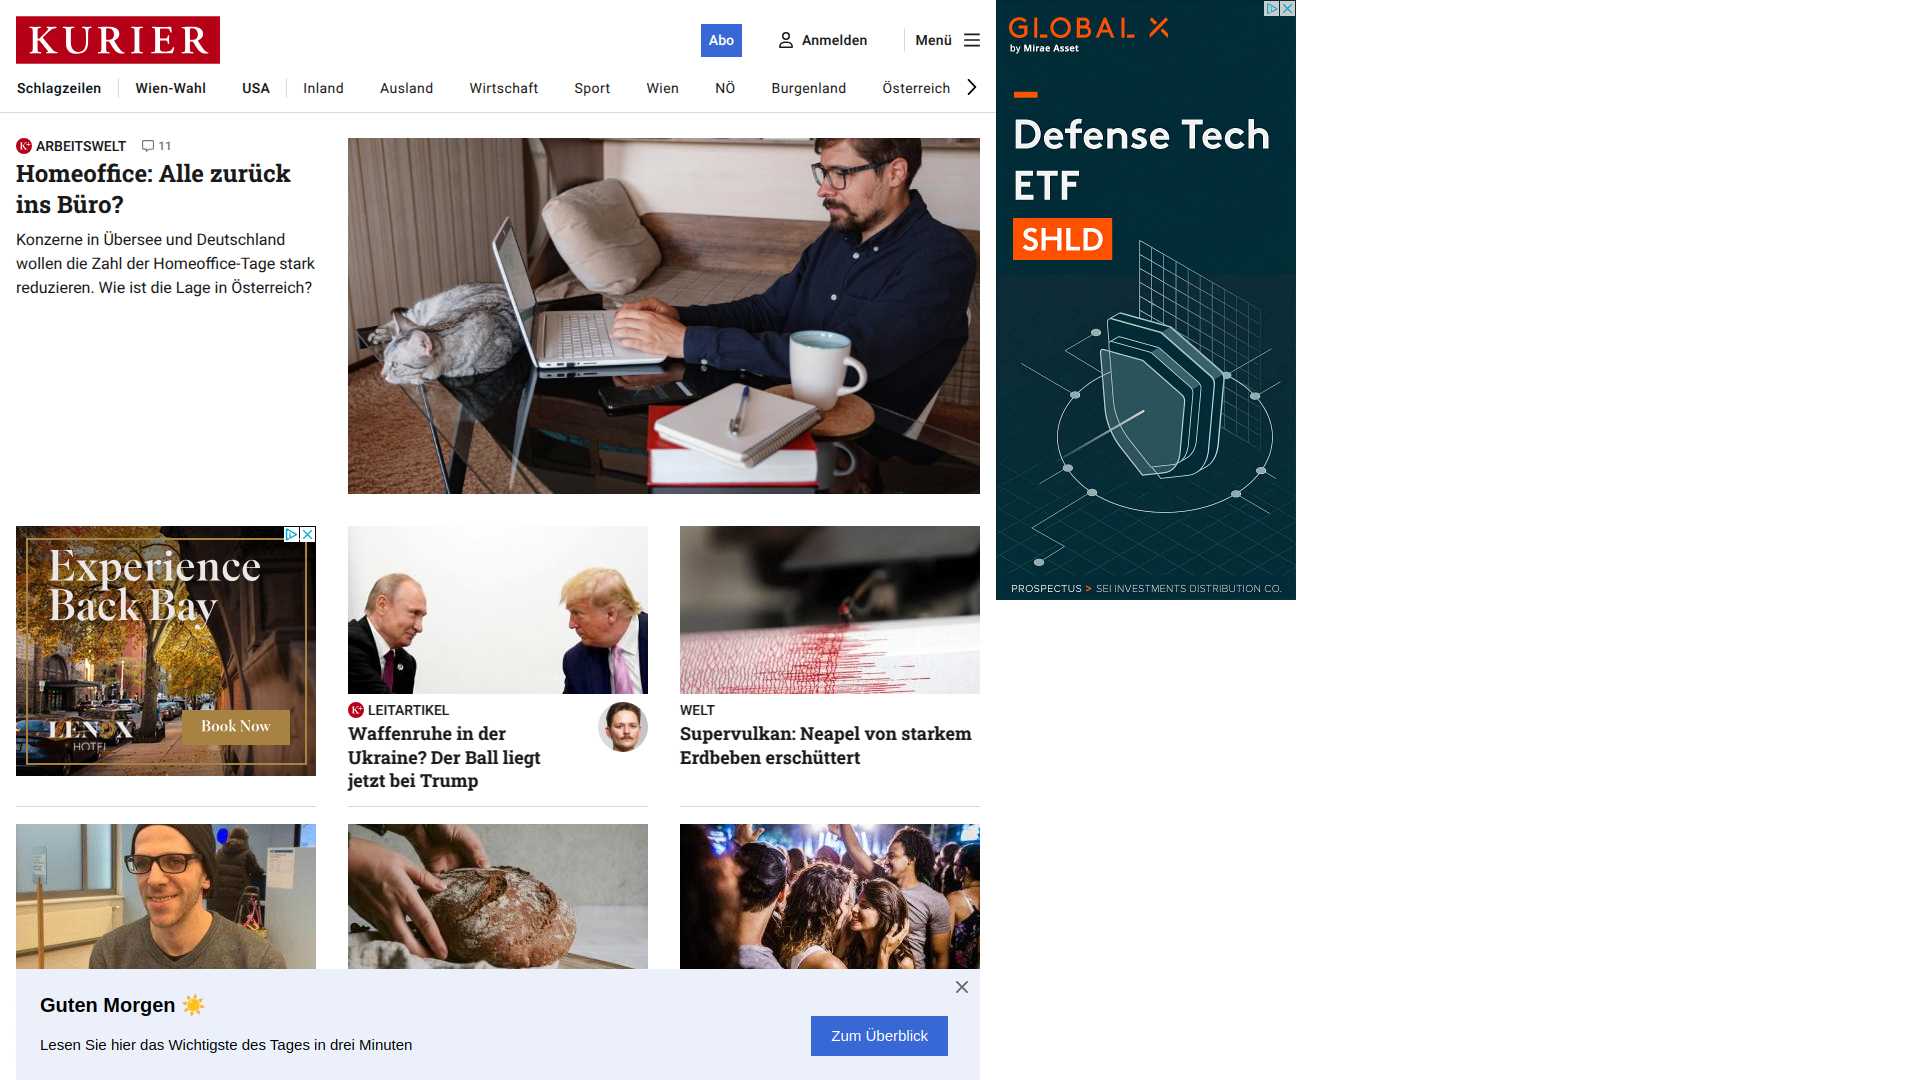 KURIER
Abo
Anmelden
Menü
Schlagzeilen
Wien-Wahl
USA
Inland
Ausland
Wirtschaft
Sport
Wien
NÖ
Burgenland
Österreich
K+ ARBEITSWELT 11
Homeoffice: Alle zurück
ins Büro?
Konzerne in Übersee und Deutschland
wollen die Zahl der Homeoffice-Tage stark
reduzieren. Wie ist die Lage in Österreich?
GLOBAL X
by Mirae Asset
Defense Tech
ETF
SHLD
PROSPECTUS > SEI INVESTMENTS DISTRIBUTION CO.
Experience
Back Bay
LENOX
HOTEL
Book Now
K+ LEITARTIKEL
Waffenruhe in der
Ukraine? Der Ball liegt
jetzt bei Trump
WELT
Supervulkan: Neapel von starkem
Erdbeben erschüttert
Guten Morgen ☀️
Lesen Sie hier das Wichtigste des Tages in drei Minuten
Zum Überblick